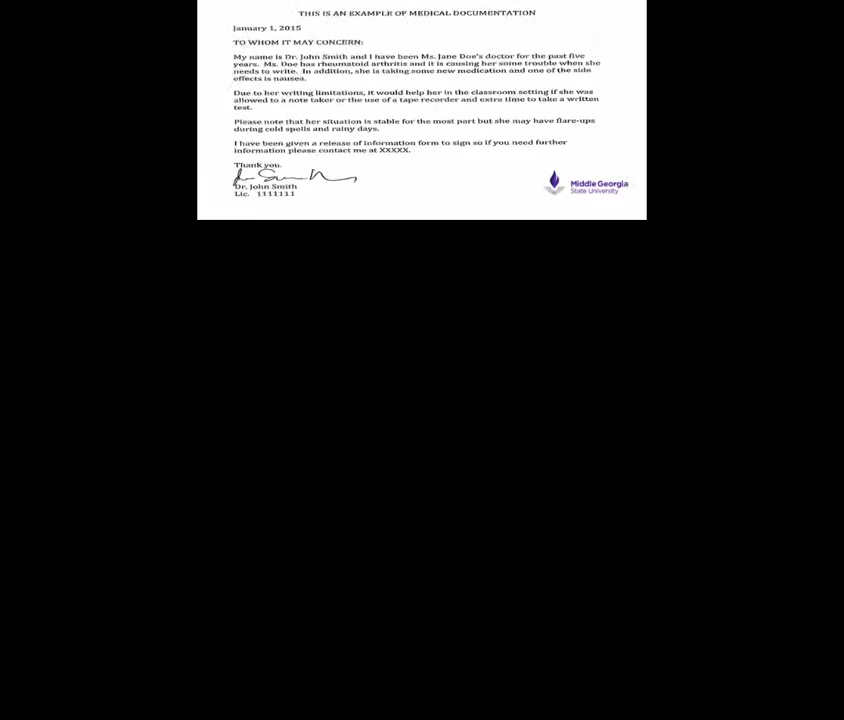 THIS IS AN EXAMPLE OF MEDICAL DOCUMENTATION
January 1, 2015
TO WHOM IT MAY CONCERN:
My name is Dr. John Smith and I have been Ms. Jane Doe's doctor for the past five
years. Ms. Doe has rheumatoid arthritis and it is causing her some trouble when she
needs to write. In addition, she is taking some new medication and one of the side
effects is nausea.
Due to her writing limitations, it would help her in the classroom setting if she was
allowed to a note taker or the use of a tape recorder and extra time to take a written
test.
Please note that her situation is stable for the most part but she may have flare-ups
during cold spells and rainy days.
I have been given a release of information form to sign so if you need further
information please contact me at XXXXX.
Thank you.
Dr. John Smith
Lic. 1111111
Middle Georgia
State University